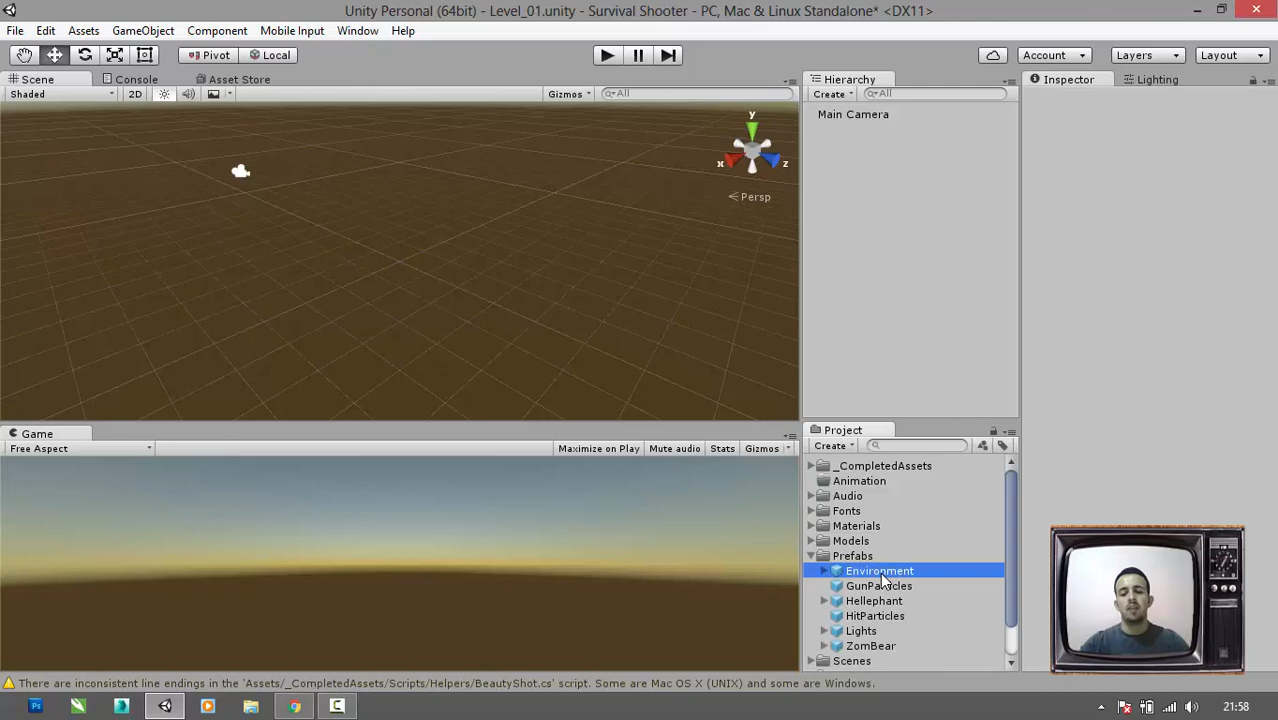 Unity Personal (64bit) - Level_01.unity - Survival Shooter - PC, Mac & Linux Standalone* <DX11>
File Edit Assets GameObject Component Mobile Input Window Help
Pivot Local Account Layers Layout
Scene Console Asset Store Hierarchy Inspector Lighting
Shaded 2D Gizmos All Create All
Main Camera
y
x z
Persp
Game Project
Free Aspect Maximize on Play Mute audio Stats Gizmos Create
_CompletedAssets
Animation
Audio
Fonts
Materials
Models
Prefabs
Environment
GunParticles
Hellephant
HitParticles
Lights
ZomBear
Scenes
There are inconsistent line endings in the 'Assets/_CompletedAssets/Scripts/Helpers/BeautyShot.cs' script. Some are Mac OS X (UNIX) and some are Windows.
Ps 21:58